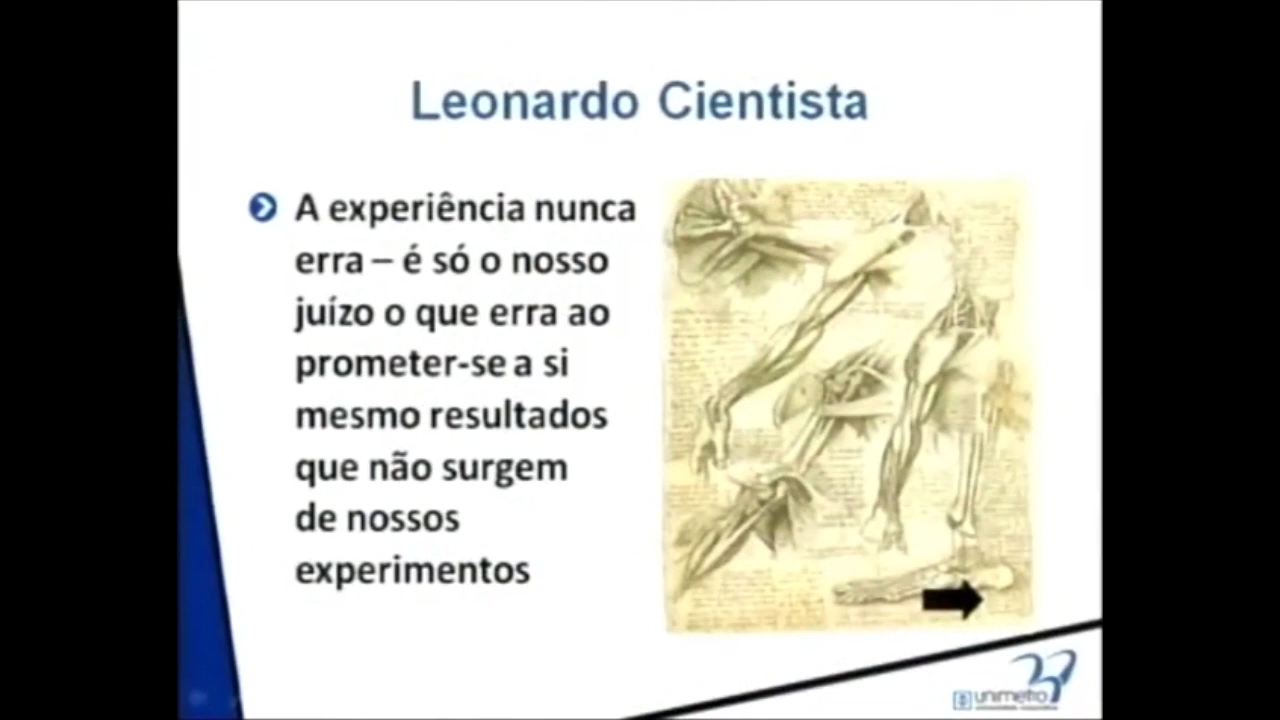 Leonardo Cientista
A experiência nunca
erra – é só o nosso
juízo o que erra ao
prometer-se a si
mesmo resultados
que não surgem
de nossos
experimentos
unimetro